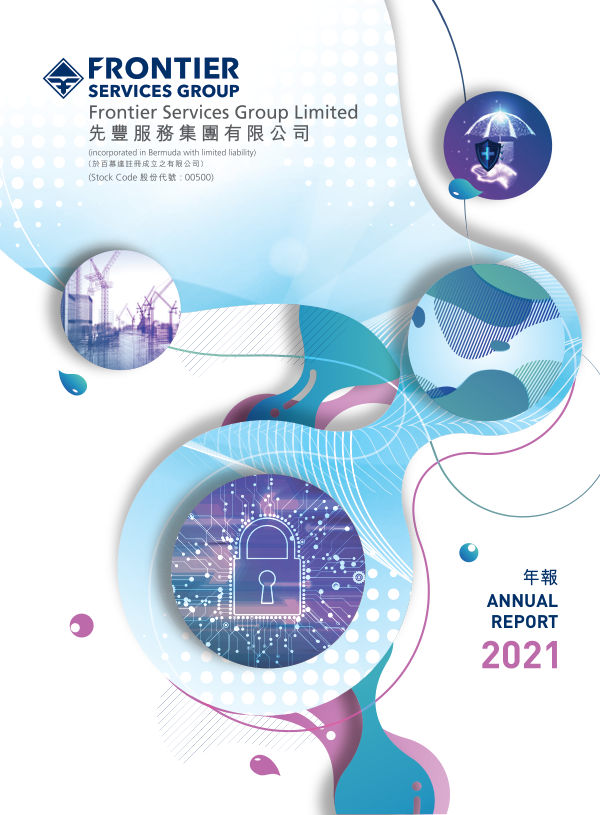 FRONTIER
SERVICES GROUP
Frontier Services Group Limited
先豐服務集團有限公司
(incorporated in Bermuda with limited liability)
(於百慕達註冊成立之有限公司)
(Stock Code 股份代號 : 00500)
年報
ANNUAL
REPORT
2021